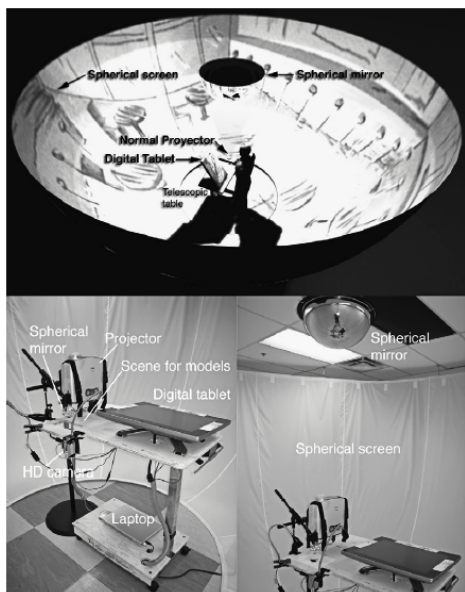 Spherical screen
Spherical mirror
Normal Proyector
Digital Tablet
Telescopic
table
Spherical
mirror
Projector
Scene for models
Digital tablet
HD camera
Laptop
Spherical
mirror
Spherical screen